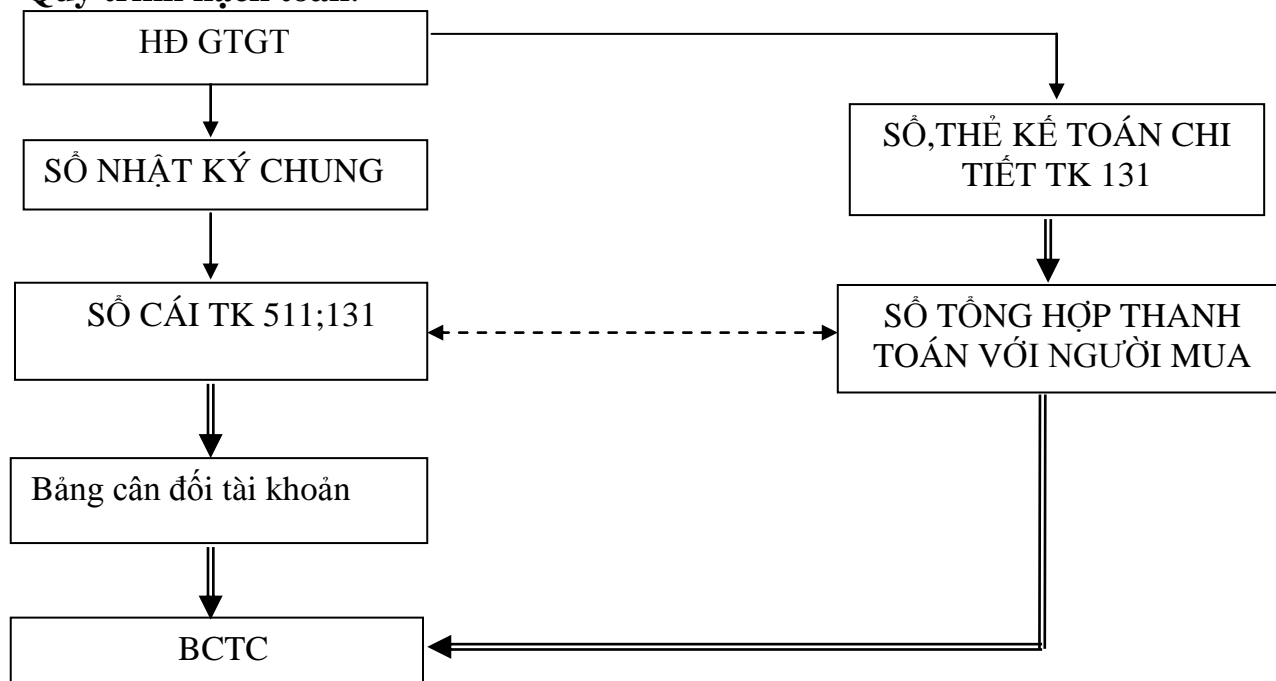 Quy trình hạch toán:
HĐ GTGT
SỔ,THẺ KẾ TOÁN CHI
TIẾT TK 131
SỔ NHẬT KÝ CHUNG
SỔ CÁI TK 511;131
SỔ TỔNG HỢP THANH
TOÁN VỚI NGƯỜI MUA
Bảng cân đối tài khoản
BCTC